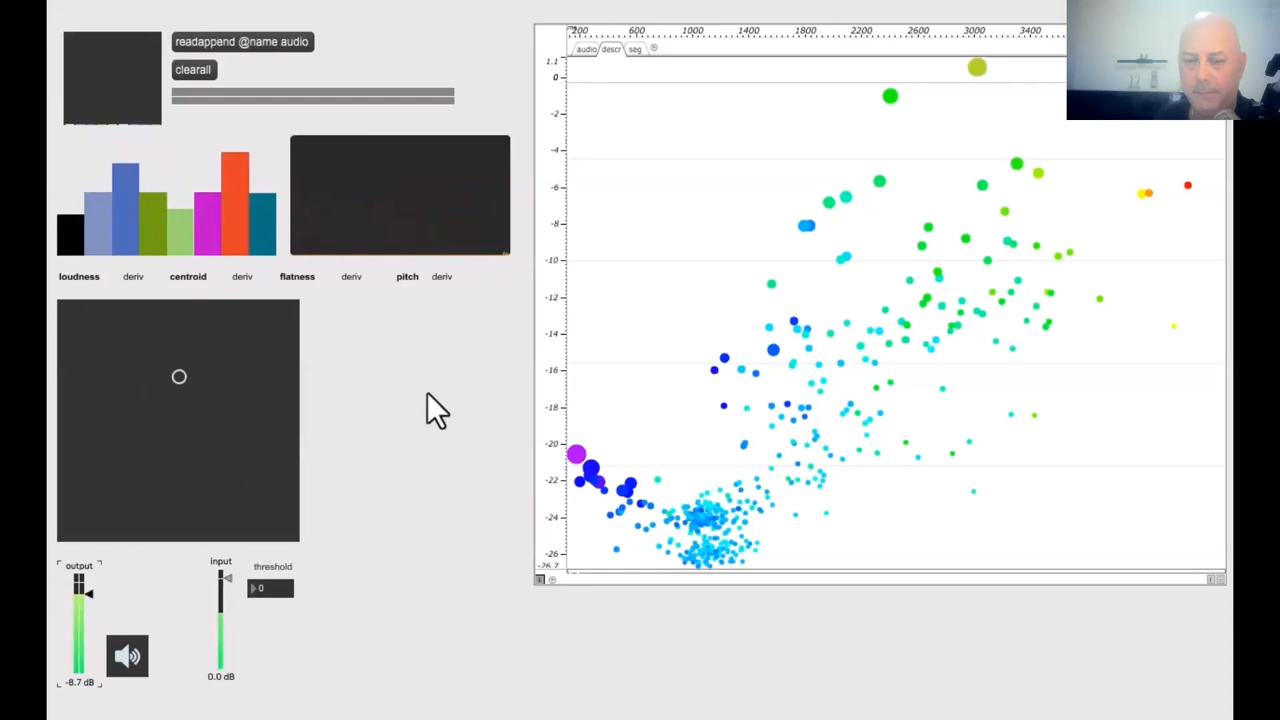 readappend @name audio
clearall
loudness deriv centroid deriv flatness deriv pitch deriv
output
-8.7 dB
input
0.0 dB
threshold
0
200 600 1000 1400 1800 2200 2600 3000 3400
audio descr seg
1.1
0
-2
-4
-6
-8
-10
-12
-14
-16
-18
-20
-22
-24
-26
-26.7